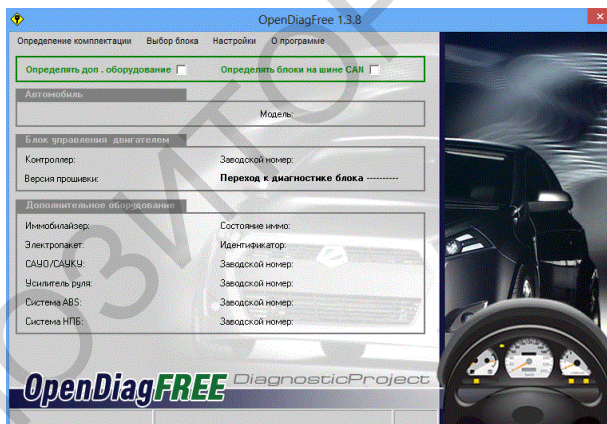 OpenDiagFree 1.3.8
Определение комплектации Выбор блока Настройки О программе
Определять доп . оборудование Определять блоки на шине CAN
Автомобиль
Модель:
Блок управления двигателем
Контроллер: Заводской номер:
Версия прошивки: Переход к диагностике блока ----------
Дополнительное оборудование
Иммобилайзер: Состояние иммо:
Электропакет: Идентификатор:
САУО/САУКУ: Заводской номер:
Усилитель руля: Заводской номер:
Система ABS: Заводской номер:
Система НПБ: Заводской номер:
OpenDiagFREE DiagnosticProject